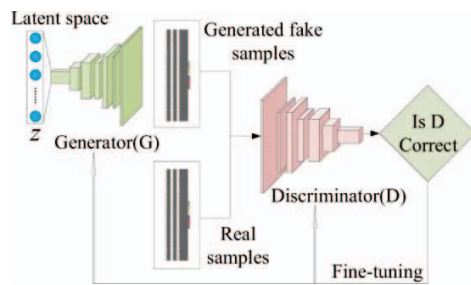 Latent space
z
Generator(G)
Generated fake
samples
Real
samples
Discriminator(D)
Is D
Correct
Fine-tuning